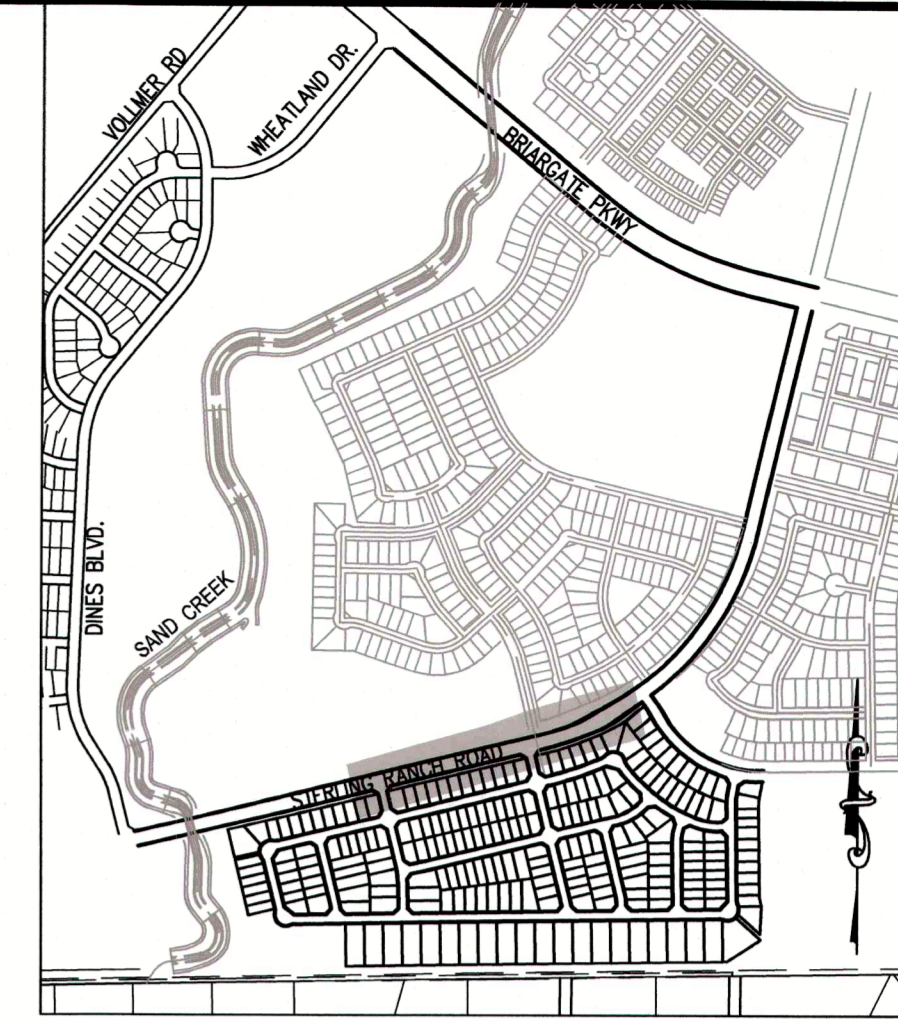 VOLLMER RD
WHEATLAND DR.
BRIARGATE PKWY
DINES BLVD.
SAND CREEK
STERLING RANCH ROAD